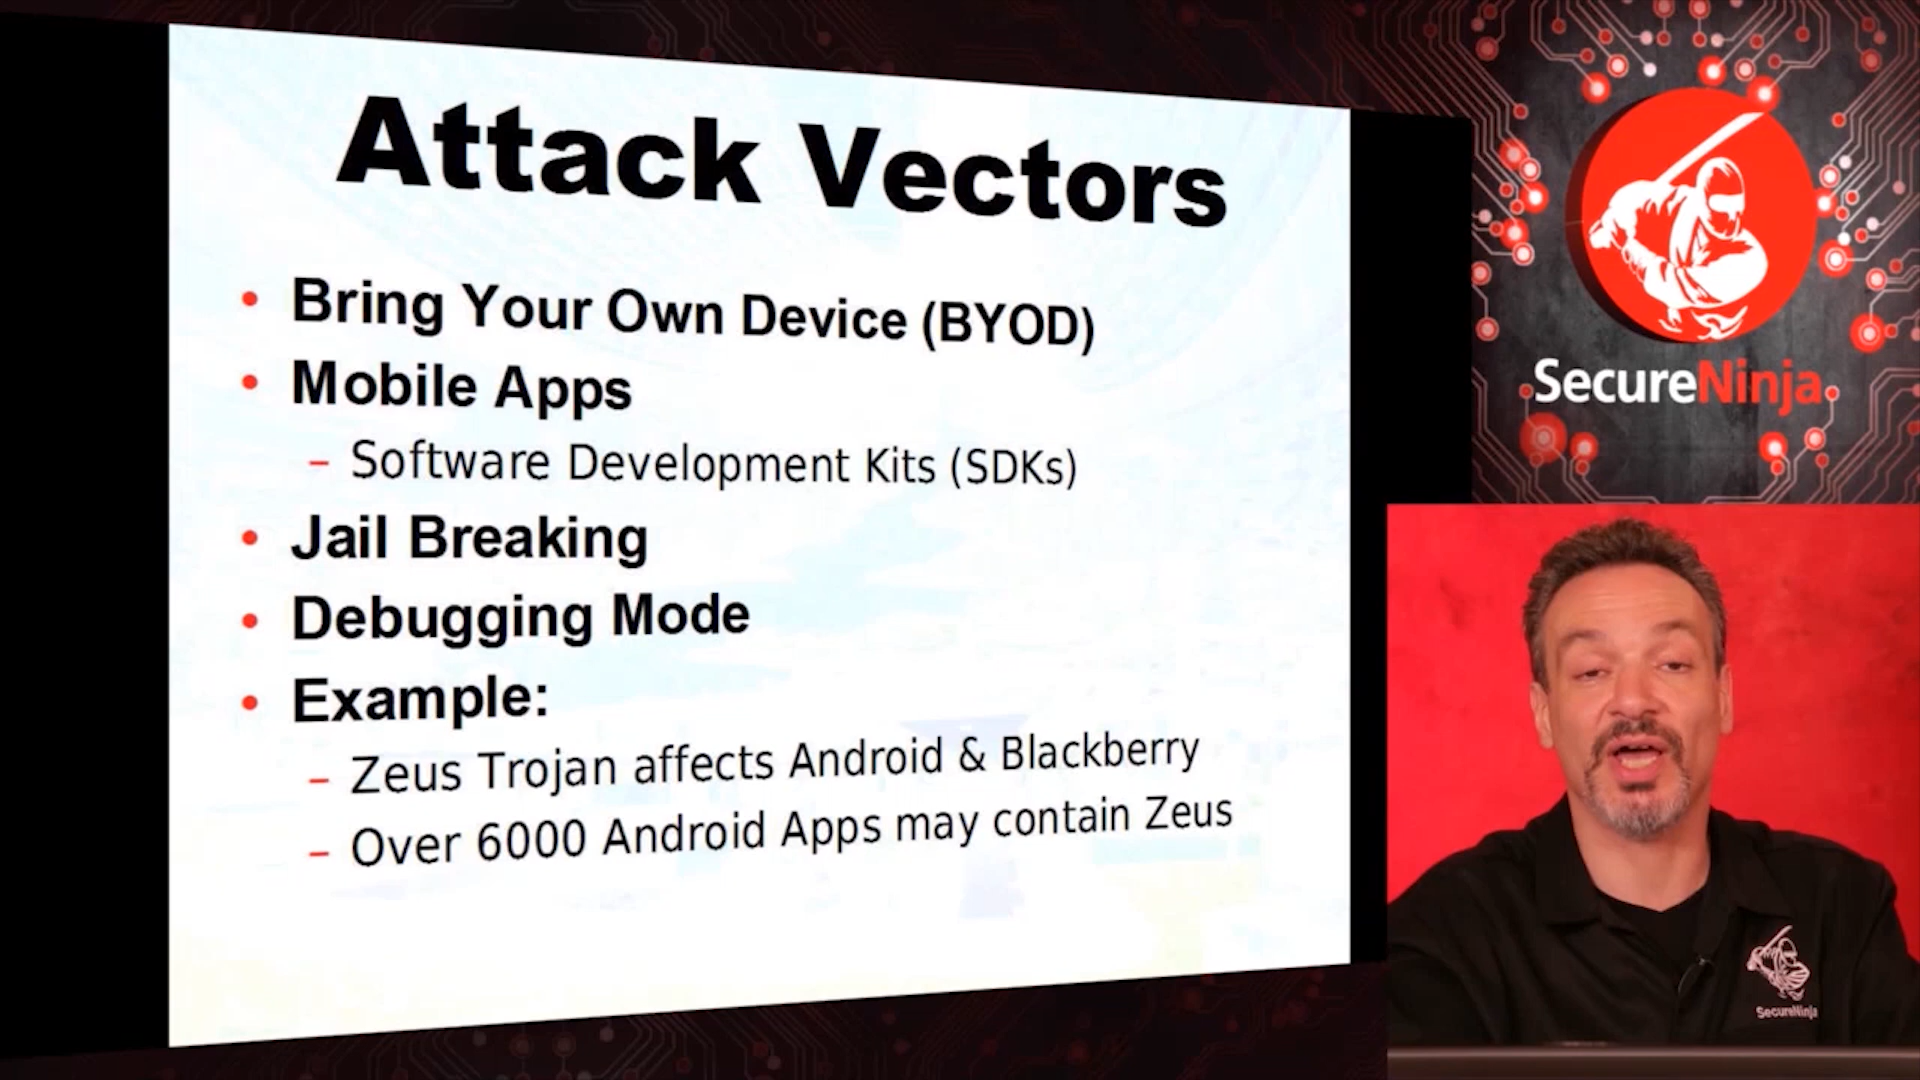 Attack Vectors
• Bring Your Own Device (BYOD)
• Mobile Apps
– Software Development Kits (SDKs)
• Jail Breaking
• Debugging Mode
• Example:
– Zeus Trojan affects Android & Blackberry
– Over 6000 Android Apps may contain Zeus
SecureNinja
SecureNinja